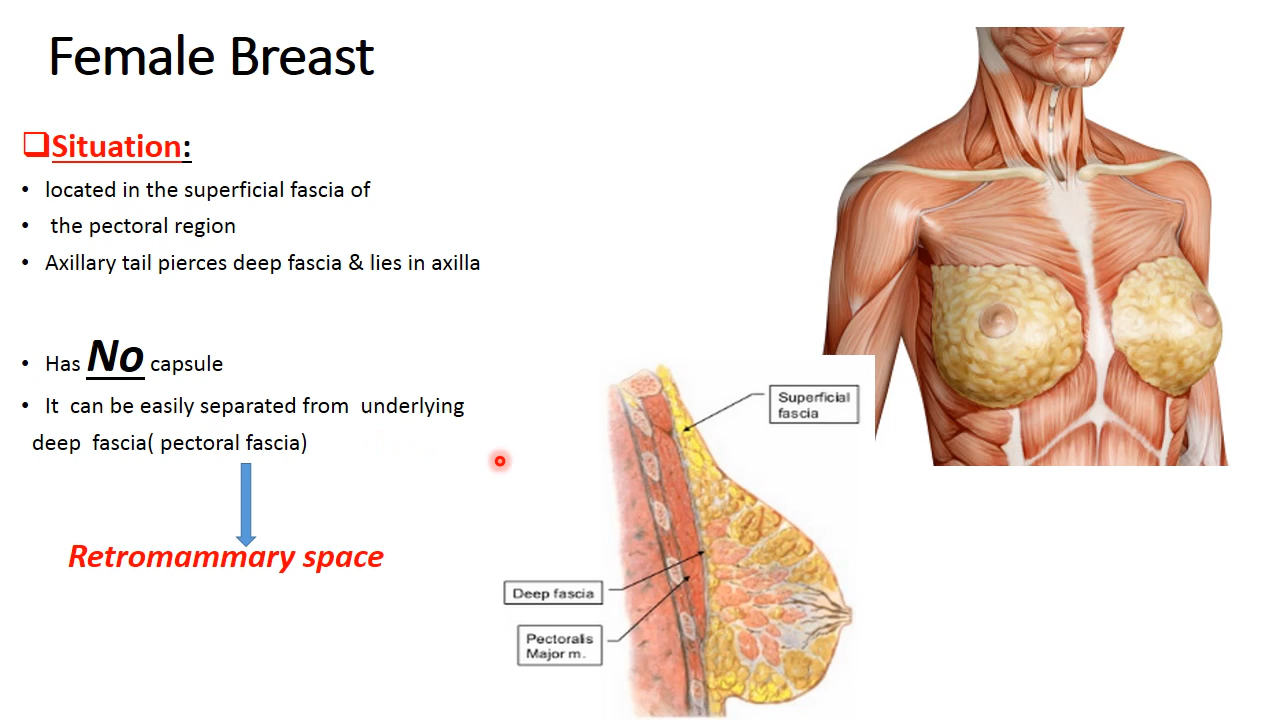 Female Breast
❑Situation:
• located in the superficial fascia of
• the pectoral region
• Axillary tail pierces deep fascia & lies in axilla
• Has No capsule
• It can be easily separated from underlying
deep fascia( pectoral fascia)
Retromammary space
Superficial
fascia
Deep fascia
Pectoralis
Major m.